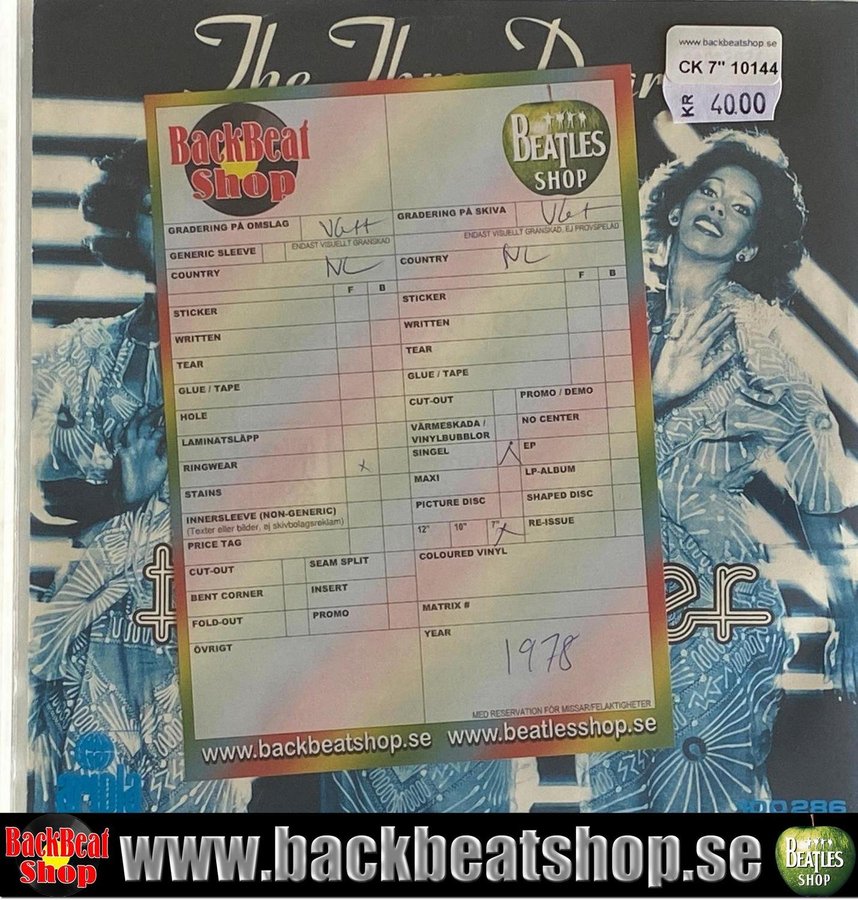 The Thre
www.backbeatshop.se
CK 7" 10144
KR 40.00
BackBeat
Shop
BEATLES
SHOP
GRADERING PÅ OMSLAG VG++
ENDAST VISUELLT GRANSKAD
GENERIC SLEEVE
COUNTRY NL
F B
STICKER
WRITTEN
TEAR
GLUE / TAPE
HOLE
LAMINATSLÄPP
RINGWEAR x
STAINS
INNERSLEEVE (NON-GENERIC)
(Texter eller bilder, ej skivbolagsreklam)
PRICE TAG
CUT-OUT SEAM SPLIT
BENT CORNER INSERT
FOLD-OUT PROMO
ÖVRIGT
GRADERING PÅ SKIVA VG+
ENDAST VISUELLT GRANSKAD, EJ PROVSPELAD
COUNTRY NL
F B
STICKER
WRITTEN
TEAR
GLUE / TAPE
CUT-OUT PROMO / DEMO
VÄRMESKADA /
VINYLBUBBLOR NO CENTER
SINGEL EP
MAXI LP-ALBUM
PICTURE DISC SHAPED DISC
12" 10" 7" RE-ISSUE
COLOURED VINYL
MATRIX #
YEAR
1978
MED RESERVATION FÖR MISSAR/FELAKTIGHETER
www.backbeatshop.se www.beatlesshop.se
er
ariola
100 286
BackBeat
Shop
www.backbeatshop.se
BEATLES
SHOP